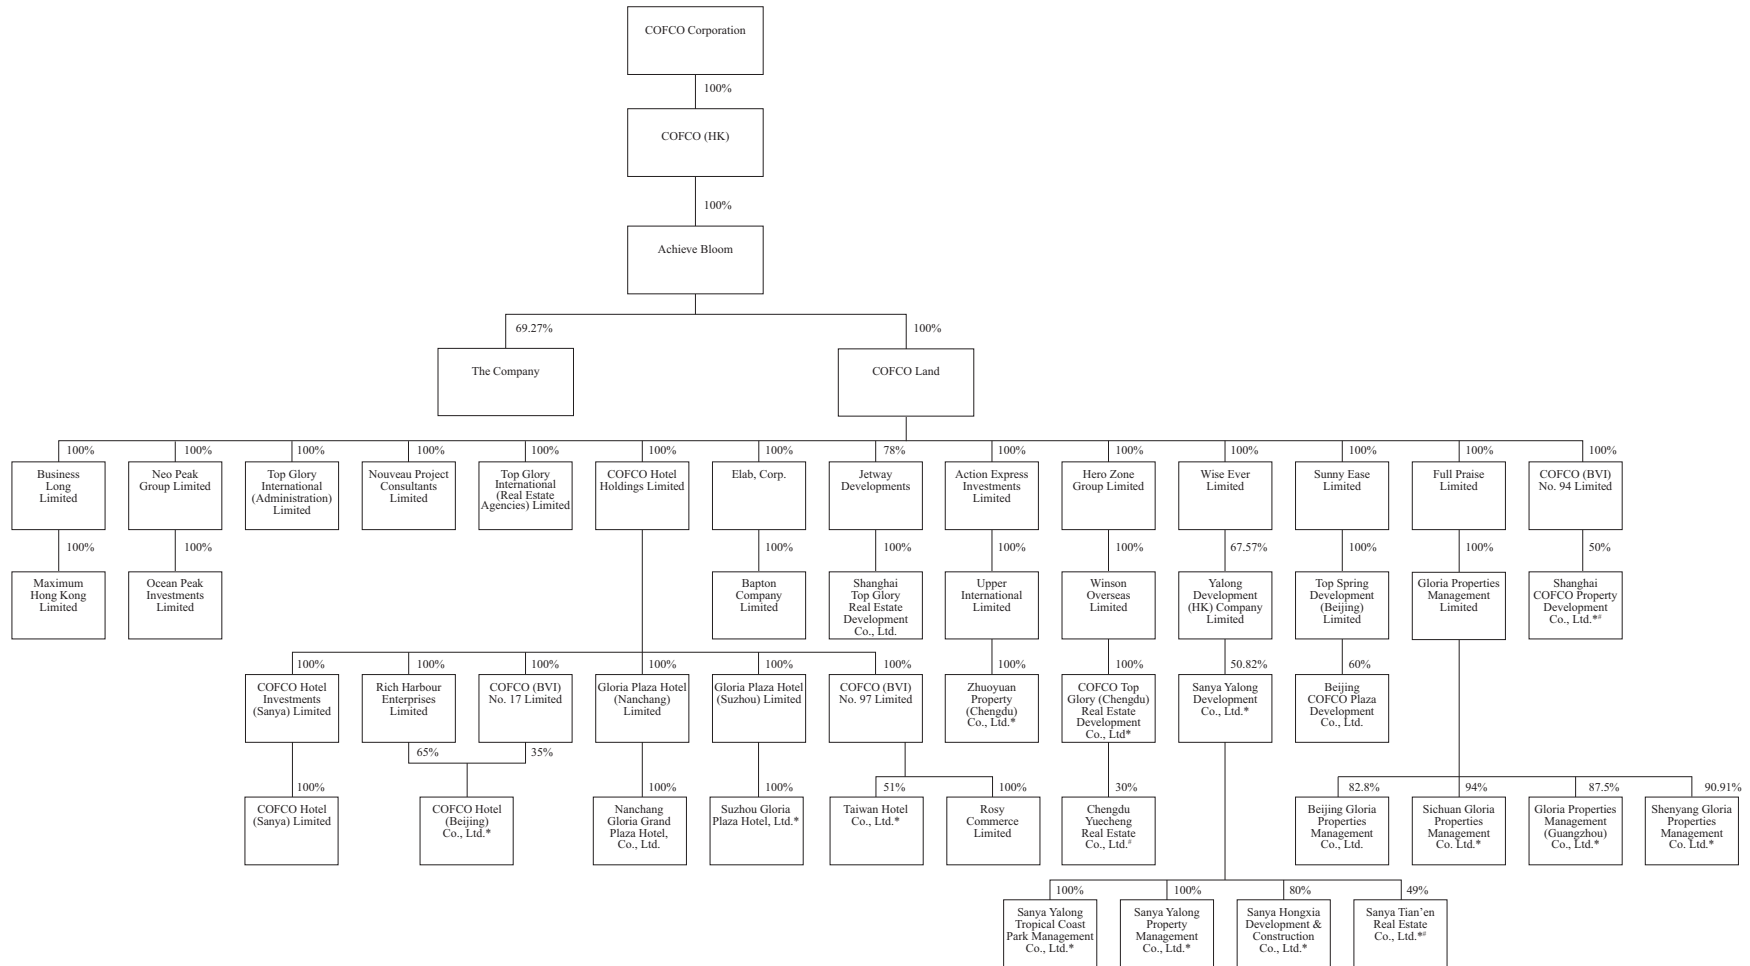 COFCO Corporation
100%
COFCO (HK)
100%
Achieve Bloom
69.27%
100%
The Company
COFCO Land
100%
100%
100%
100%
100%
100%
100%
78%
100%
100%
100%
100%
100%
100%
Business
Long
Limited
Neo Peak
Group Limited
Top Glory
International
(Administration)
Limited
Nouveau Project
Consultants
Limited
Top Glory
International
(Real Estate
Agencies) Limited
COFCO Hotel
Holdings Limited
Elab, Corp.
Jetway
Developments
Action Express
Investments
Limited
Hero Zone
Group Limited
Wise Ever
Limited
Sunny Ease
Limited
Full Praise
Limited
COFCO (BVI)
No. 94 Limited
100%
100%
100%
100%
100%
100%
67.57%
100%
100%
50%
Maximum
Hong Kong
Limited
Ocean Peak
Investments
Limited
Bapton
Company
Limited
Shanghai
Top Glory
Real Estate
Development
Co., Ltd.
Upper
International
Limited
Winson
Overseas
Limited
Yalong
Development
(HK) Company
Limited
Top Spring
Development
(Beijing)
Limited
Gloria Properties
Management
Limited
Shanghai
COFCO Property
Development
Co., Ltd.*#
100%
100%
100%
100%
100%
100%
100%
100%
50.82%
60%
COFCO Hotel
Investments
(Sanya) Limited
Rich Harbour
Enterprises
Limited
COFCO (BVI)
No. 17 Limited
Gloria Plaza Hotel
(Nanchang)
Limited
Gloria Plaza Hotel
(Suzhou) Limited
COFCO (BVI)
No. 97 Limited
Zhuoyuan
Property
(Chengdu)
Co., Ltd.*
COFCO Top
Glory (Chengdu)
Real Estate
Development
Co., Ltd*
Sanya Yalong
Development
Co., Ltd.*
Beijing
COFCO Plaza
Development
Co., Ltd.
65%
35%
100%
100%
100%
51%
100%
30%
82.8%
94%
87.5%
90.91%
COFCO Hotel
(Sanya) Limited
COFCO Hotel
(Beijing)
Co., Ltd.*
Nanchang
Gloria Grand
Plaza Hotel,
Co., Ltd.
Suzhou Gloria
Plaza Hotel, Ltd.*
Taiwan Hotel
Co., Ltd.*
Rosy
Commerce
Limited
Chengdu
Yuecheng
Real Estate
Co., Ltd.#
Beijing Gloria
Properties
Management
Co., Ltd.
Sichuan Gloria
Properties
Management
Co. Ltd.*
Gloria Properties
Management
(Guangzhou)
Co., Ltd.*
Shenyang Gloria
Properties
Management
Co. Ltd.*
100%
100%
80%
49%
Sanya Yalong
Tropical Coast
Park Management
Co., Ltd.*
Sanya Yalong
Property
Management
Co., Ltd.*
Sanya Hongxia
Development &
Construction
Co., Ltd.*
Sanya Tian’en
Real Estate
Co., Ltd.*#